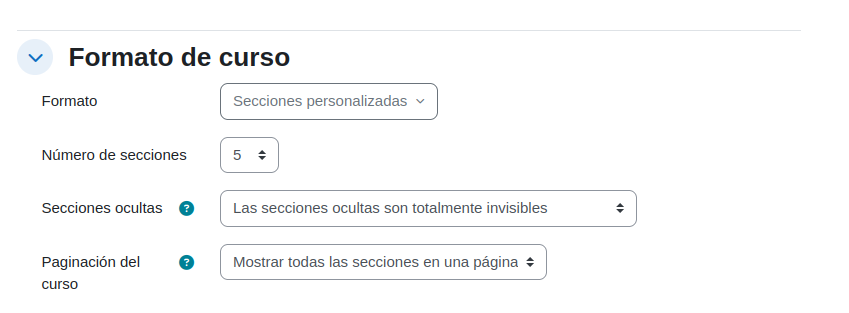 Formato de curso
Formato
Secciones personalizadas
Número de secciones
5
Secciones ocultas
?
Las secciones ocultas son totalmente invisibles
Paginación del
curso
?
Mostrar todas las secciones en una página